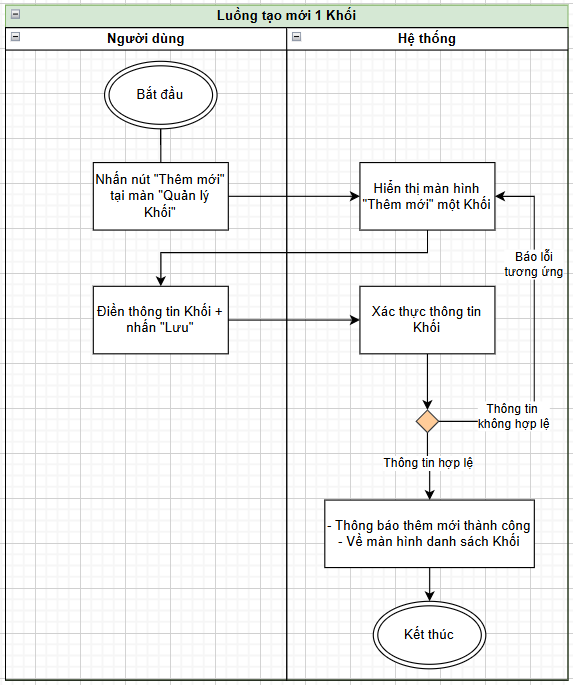 Luồng tạo mới 1 Khối
Người dùng
Hệ thống
Bắt đầu
Nhấn nút "Thêm mới"
tại màn "Quản lý
Khối"
Hiển thị màn hình
"Thêm mới" một Khối
Báo lỗi
tương ứng
Điền thông tin Khối +
nhấn "Lưu"
Xác thực thông tin
Khối
Thông tin
không hợp lệ
Thông tin hợp lệ
- Thông báo thêm mới thành công
- Về màn hình danh sách Khối
Kết thúc